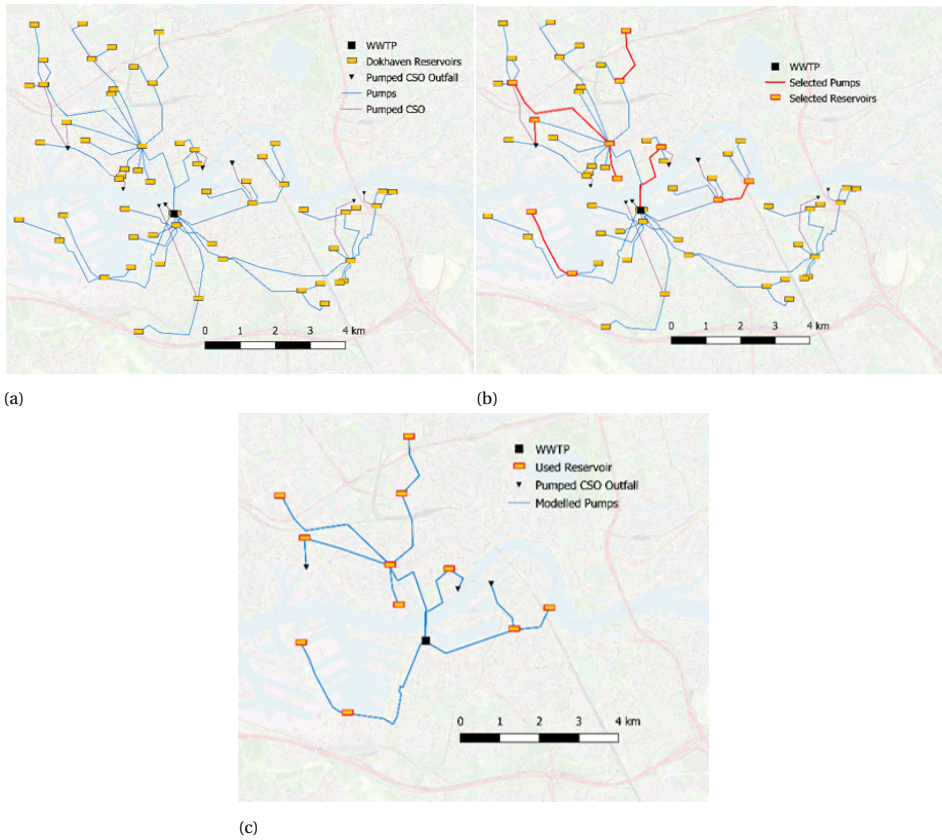 WWTP
Dokhaven Reservoirs
Pumped CSO Outfall
Pumps
Pumped CSO
0 1 2 3 4 km
(a)
WWTP
Selected Pumps
Selected Reservoirs
0 1 2 3 4 km
(b)
WWTP
Used Reservoir
Pumped CSO Outfall
Modelled Pumps
0 1 2 3 4 km
(c)